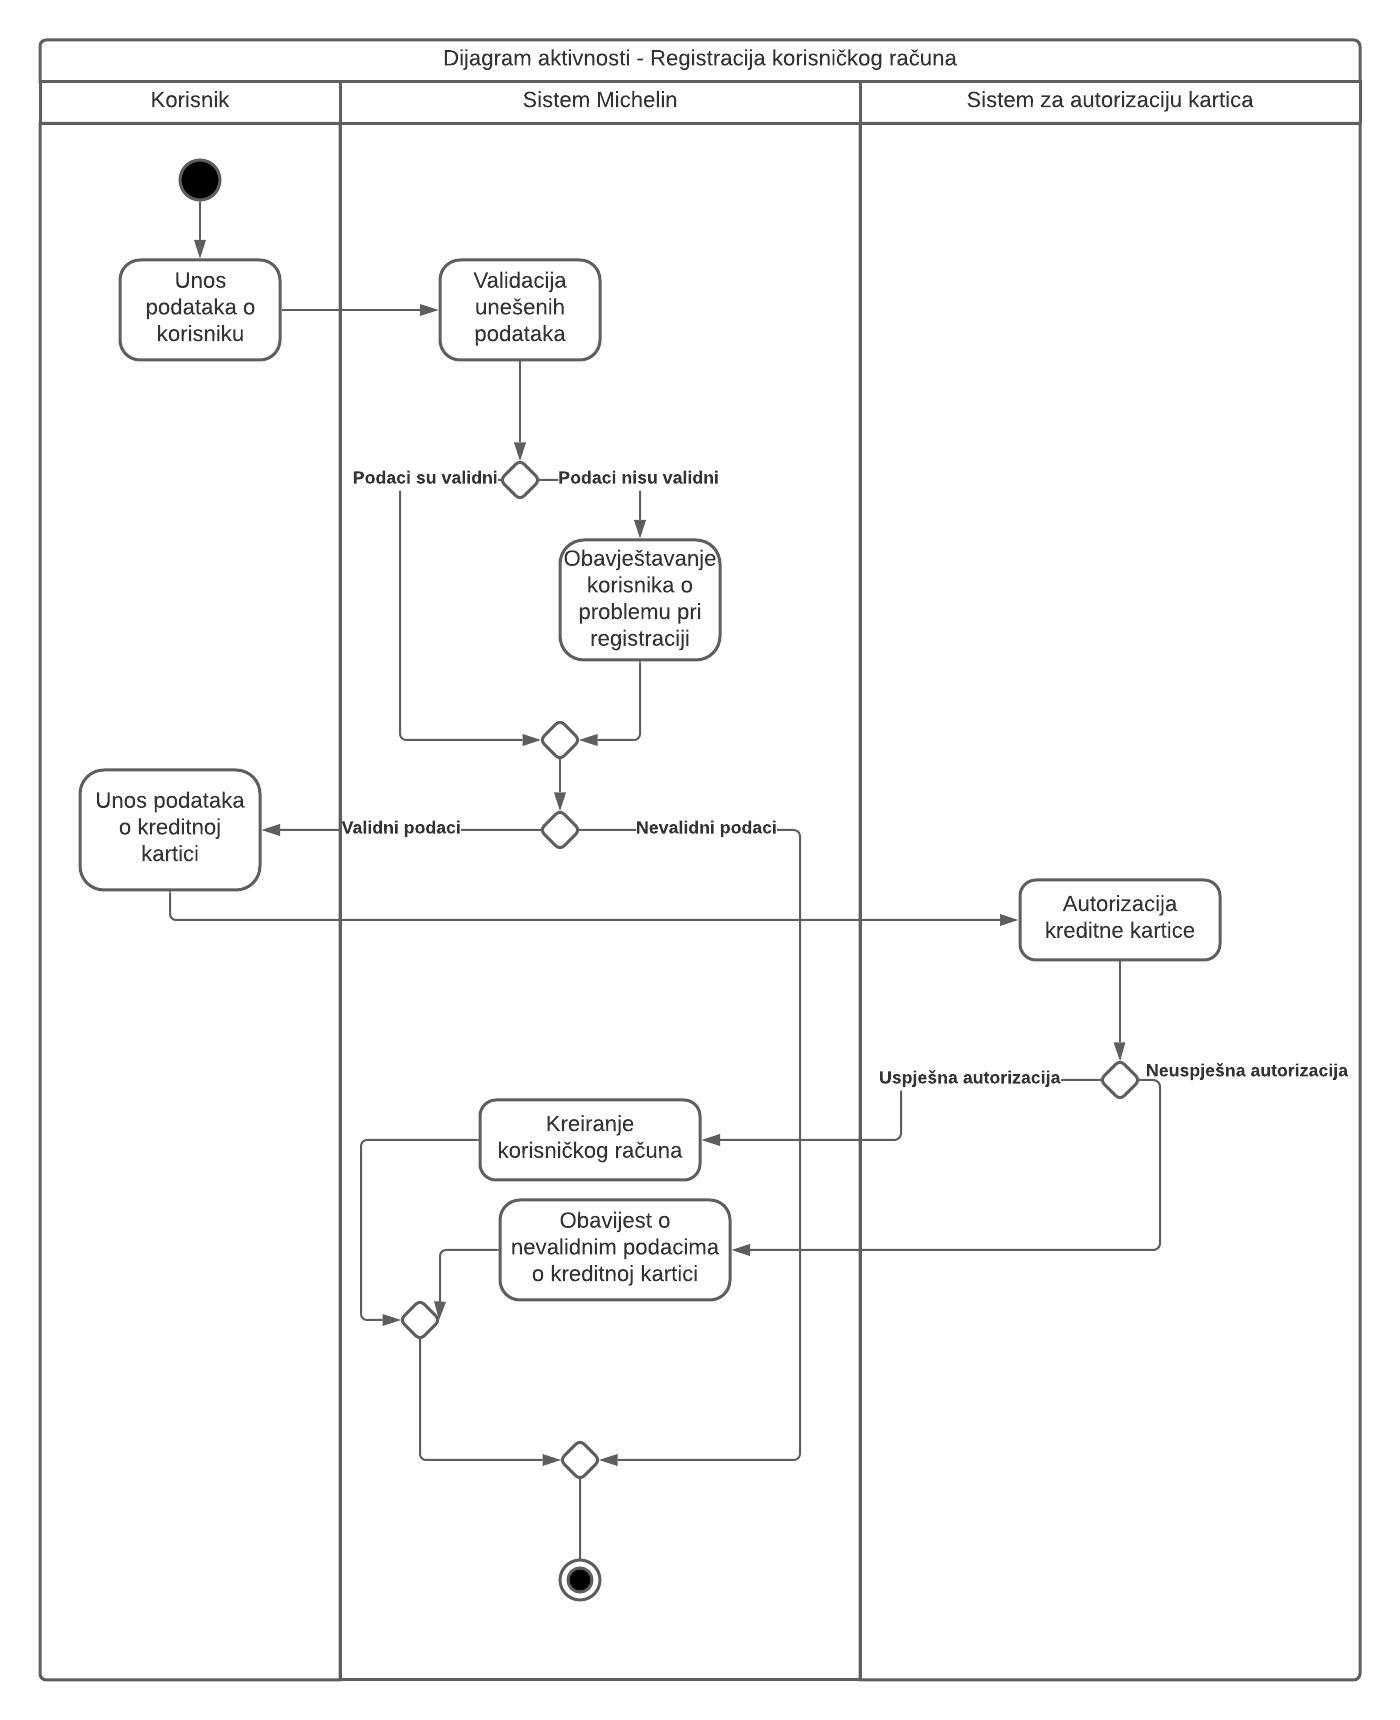 Dijagram aktivnosti - Registracija korisničkog računa
Korisnik
Sistem Michelin
Sistem za autorizaciju kartica
Unos
podataka o
korisniku
Validacija
unešenih
podataka
Podaci su validni
Podaci nisu validni
Obavještavanje
korisnika o
problemu pri
registraciji
Unos podataka
o kreditnoj
kartici
Validni podaci
Nevalidni podaci
Autorizacija
kreditne kartice
Uspješna autorizacija
Neuspješna autorizacija
Kreiranje
korisničkog računa
Obavijest o
nevalidnim podacima
o kreditnoj kartici